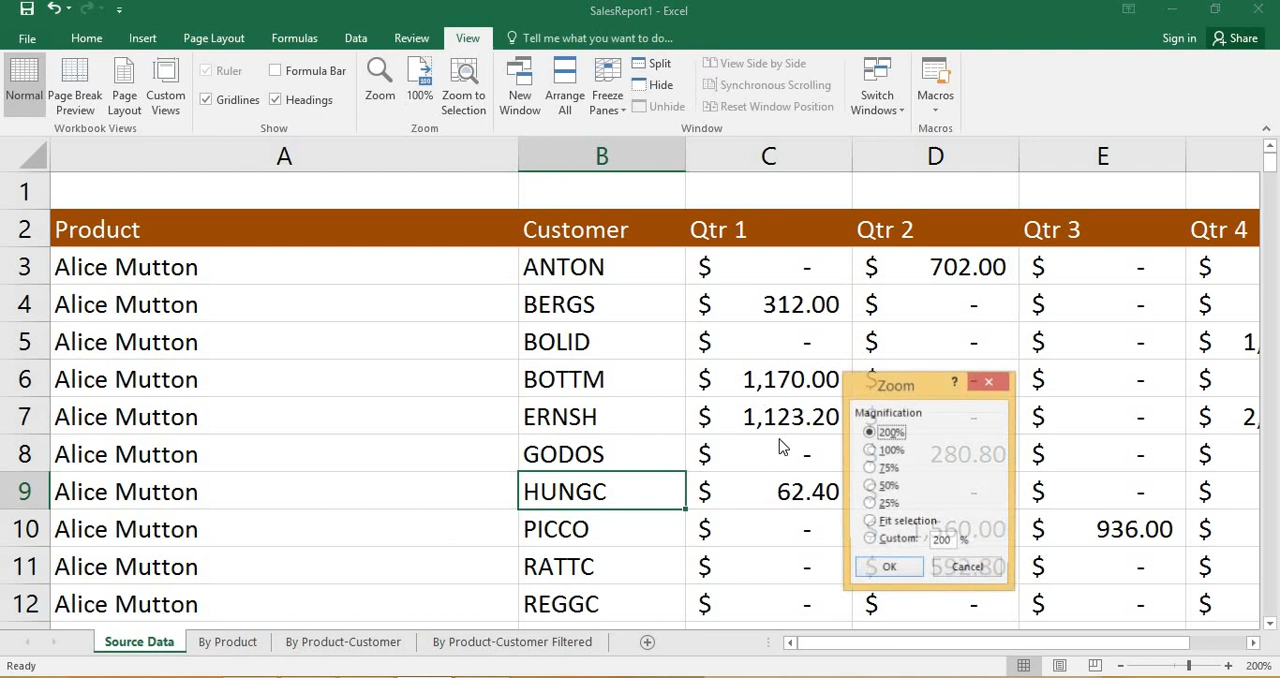 SalesReport1 - Excel
File Home Insert Page Layout Formulas Data Review View Tell me what you want to do... Sign in Share
Normal Page Break Preview Page Layout Custom Views
Workbook Views
Ruler Formula Bar
Gridlines Headings
Show
Zoom 100% Zoom to Selection
Zoom
New Window Arrange All Freeze Panes
Split
Hide
Unhide
View Side by Side
Synchronous Scrolling
Reset Window Position
Switch Windows
Window
Macros
Macros
A B C D E
1
2 Product Customer Qtr 1 Qtr 2 Qtr 3 Qtr 4
3 Alice Mutton ANTON $ - $ 702.00 $ - $
4 Alice Mutton BERGS $ 312.00 $ - $ - $
5 Alice Mutton BOLID $ - $ - $ - $ 1,
6 Alice Mutton BOTTM $ 1,170.00 $ $ - $
7 Alice Mutton ERNSH $ 1,123.20 $ - $ - $ 2,
8 Alice Mutton GODOS $ - $ 280.80 $ - $
9 Alice Mutton HUNGC $ 62.40 $ - $ - $
10 Alice Mutton PICCO $ - $ 1,560.00 $ 936.00 $
11 Alice Mutton RATTC $ - $ 592.80 $ - $
12 Alice Mutton REGGC $ - $ - $ - $
Zoom ?
Magnification
200%
100%
75%
50%
25%
Fit selection
Custom: 200 %
OK Cancel
Source Data By Product By Product-Customer By Product-Customer Filtered
Ready 200%